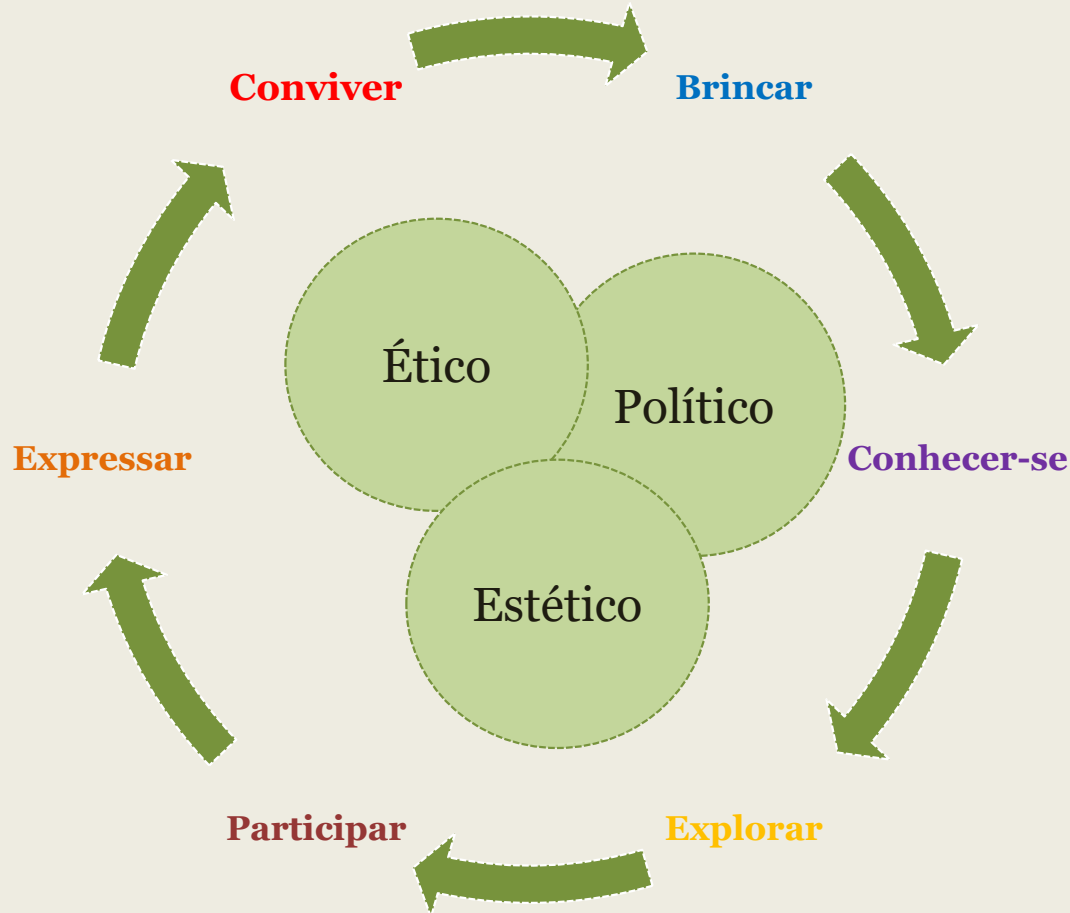 Conviver
Brincar
Ético
Político
Expressar
Conhecer-se
Estético
Participar
Explorar